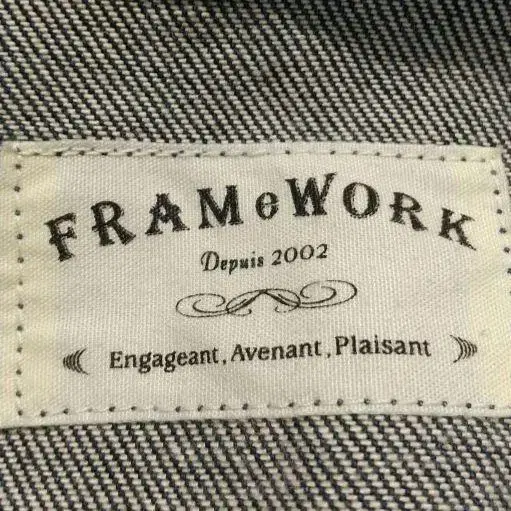 FRAMeWORK
Depuis 2002
Engageant, Avenant, Plaisant